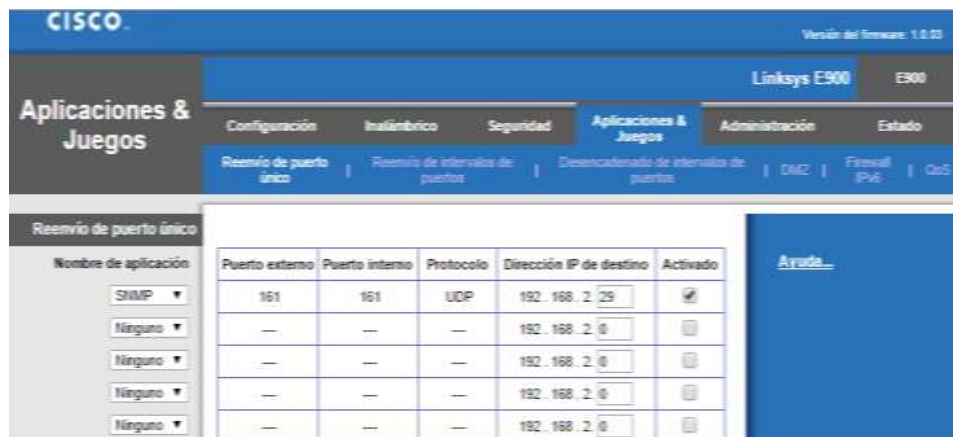 CISCO.
Versión del firmware: 1.0.03
Linksys E900 E900
Aplicaciones & Juegos
Configuración Inalámbrico Seguridad Aplicaciones & Juegos Administración Estado
Reenvío de puerto único | Reenvío de intervalos de puertos | Desencadenado de intervalos de puertos | DMZ | Firewall IPv6 | QoS
Reenvío de puerto único
Nombre de aplicación Puerto externo Puerto interno Protocolo Dirección IP de destino Activado
Ayuda...
SNMP 161 161 UDP 192 . 168 . 2 . 29
Ninguno — — — 192 . 168 . 2 . 0
Ninguno — — — 192 . 168 . 2 . 0
Ninguno — — — 192 . 168 . 2 . 0
Ninguno — — — 192 . 168 . 2 . 0